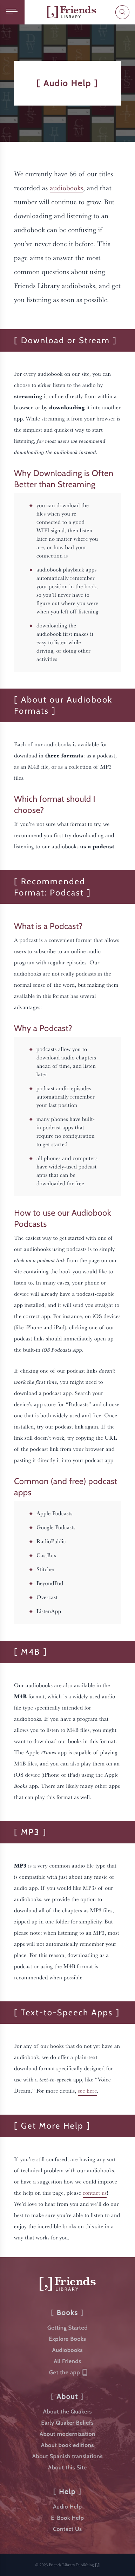 Friends
LIBRARY
[ Audio Help ]
We currently have 66 of our titles
recorded as audiobooks, and that
number will continue to grow. But
downloading and listening to an
audiobook can be confusing, if
you've never done it before. This
page aims to answer the most
common questions about using
Friends Library audiobooks, and get
you listening as soon as possible.
[ Download or Stream ]
For every audiobook on our site, you can
choose to either listen to the audio by
streaming it online directly from within a
browser, or by downloading it into another
app. While streaming it from your browser is
the simplest and quickest way to start
listening, for most users we recommend
downloading the audiobook instead.
Why Downloading is Often
Better than Streaming
you can download the
files when you're
connected to a good
WIFI signal, then listen
later no matter where you
are, or how bad your
connection is
audiobook playback apps
automatically remember
your position in the book,
so you'll never have to
figure out where you were
when you left off listening
downloading the
audiobook first makes it
easy to listen while
driving, or doing other
activities
[ About our Audiobook
Formats ]
Each of our audiobooks is available for
download in three formats: as a podcast,
as an M4B file, or as a collection of MP3
files.
Which format should I
choose?
If you're not sure what format to try, we
recommend you first try downloading and
listening to our audiobooks as a podcast.
[ Recommended
Format: Podcast ]
What is a Podcast?
A podcast is a convenient format that allows
users to subscribe to an online audio
program with regular episodes. Our
audiobooks are not really podcasts in the
normal sense of the word, but making them
available in this format has several
advantages.
Why a Podcast?
podcasts allow you to
download audio chapters
ahead of time, and listen
later
podcast audio episodes
automatically remember
your last position
many phones have built-
in podcast apps that
require no configuration
to get started
all phones and computers
have widely-used podcast
apps that can be
downloaded for free
How to use our Audiobook
Podcasts
The easiest way to get started with one of
our audiobooks using podcasts is to simply
click on a podcast link from the page on our
site containing the book you would like to
listen to. In many cases, your phone or
device will already have a podcast-capable
app installed, and it will send you straight to
the correct app. For instance, on iOS devices
(like iPhone and iPad), clicking one of our
podcast links should immediately open up
the built-in iOS Podcasts App.
If clicking one of our podcast links doesn't
work the first time, you may need to
download a podcast app. Search your
device's app store for "Podcasts" and choose
one that is both widely used and free. Once
installed, try our podcast link again. If the
link still doesn't work, try copying the URL
of the podcast link from your browser and
pasting it directly into your podcast app.
Common (and free) podcast
apps
Apple Podcasts
Google Podcasts
RadioPublic
CastBox
Stitcher
BeyondPod
Overcast
ListenApp
[ M4B ]
Our audiobooks are also available in the
M4B format, which is a widely used audio
file type specifically intended for
audiobooks. If you have a program that
allows you to listen to M4B files, you might
want to download our books in this format.
The Apple iTunes app is capable of playing
M4B files, and you can also play them on an
iOS device (iPhone or iPad) using the Apple
Books app. There are likely many other apps
that can play this format as well.
[ MP3 ]
MP3 is a very common audio file type that
is compatible with just about any music or
audio app. If you would like MP3s of our
audiobooks, we provide the option to
download all of the chapters as MP3 files,
zipped up in one folder for simplicity. But
please note: when listening to an MP3, most
apps will not automatically remember your
chapter or position. For this reason,
downloading as a podcast or using the M4B
format is recommended when possible.
[ Text-to-Speech Apps ]
For any of our books that do not yet have an
audiobook, we do offer a plain-text
download format specifically designed for
use with a text-to-speech app, like "Voice
Dream." For more details, see here.
[ Get More Help ]
If you're still confused, or are having any sort
of technical problem with our audiobooks,
or have a suggestion how we could improve
the help on this page, please contact us!
We'd love to hear from you and we'll do our
best to make sure you're able to listen to and
enjoy the incredible books on this site in a
way that works for you.
Friends
LIBRARY
[ Books ]
Getting Started
Explore Books
Audiobooks
All Friends
Get the app
[ About ]
About the Quakers
Early Quaker Beliefs
About modernization
About book editions
About Spanish translations
About this Site
[ Help ]
Audio Help
E-Book Help
Contact Us